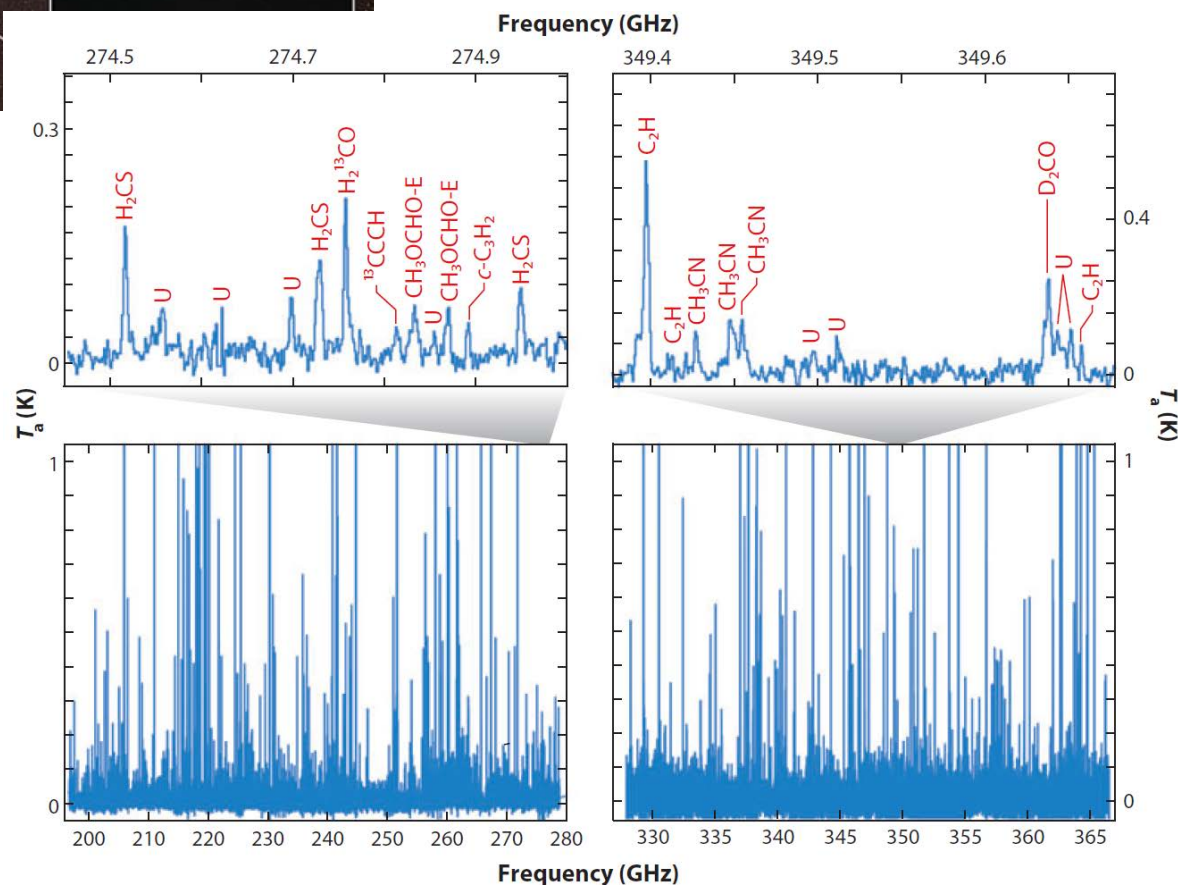 Frequency (GHz)
274.5 274.7 274.9 349.4 349.5 349.6
0.3
0
H₂CS
U
U
U
H₂CS
H₂¹³CO
¹³CCCH
CH₃OCHO-E
U
CH₃OCHO-E
c-C₃H₂
H₂CS
C₂H
C₂H
CH₃CN
CH₃CN
CH₃CN
U
U
D₂CO
U
C₂H
0.4
0
Tₐ (K)
Tₐ (K)
1
0
1
0
200 210 220 230 240 250 260 270 280 330 335 340 345 350 355 360 365
Frequency (GHz)